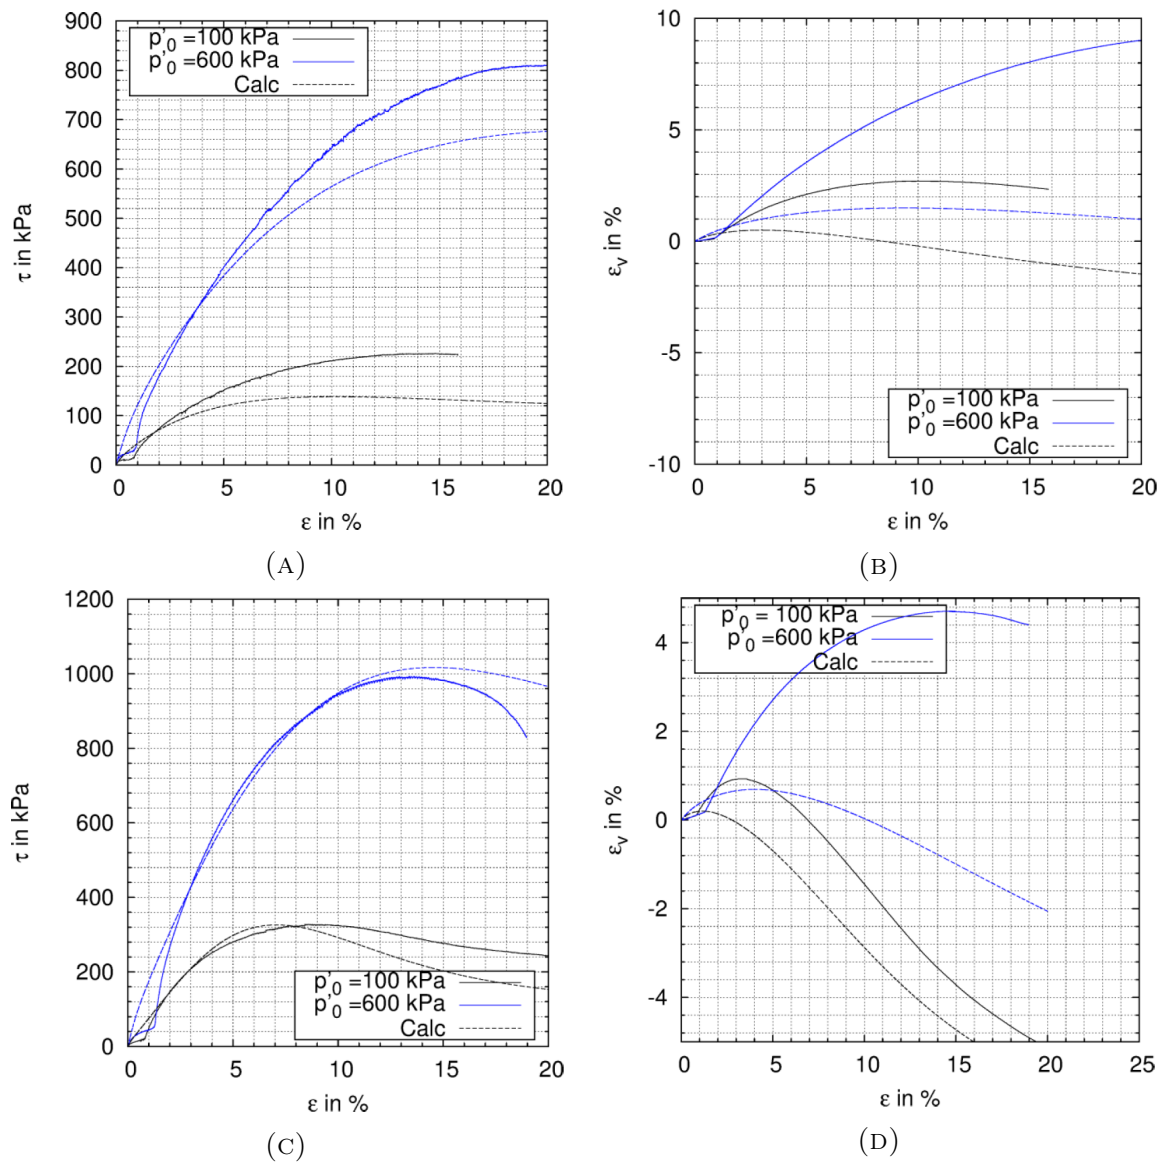 900
800
700
600
500
400
300
200
100
0
τ in kPa
p'0 =100 kPa
p'0 =600 kPa
Calc
0 5 10 15 20
ε in %
(A)
10
5
0
-5
-10
εv in %
p'0 =100 kPa
p'0 =600 kPa
Calc
0 5 10 15 20
ε in %
(B)
1200
1000
800
600
400
200
0
τ in kPa
p'0 =100 kPa
p'0 =600 kPa
Calc
0 5 10 15 20
ε in %
(C)
4
2
0
-2
-4
εv in %
p'0 = 100 kPa
p'0 =600 kPa
Calc
0 5 10 15 20 25
ε in %
(D)